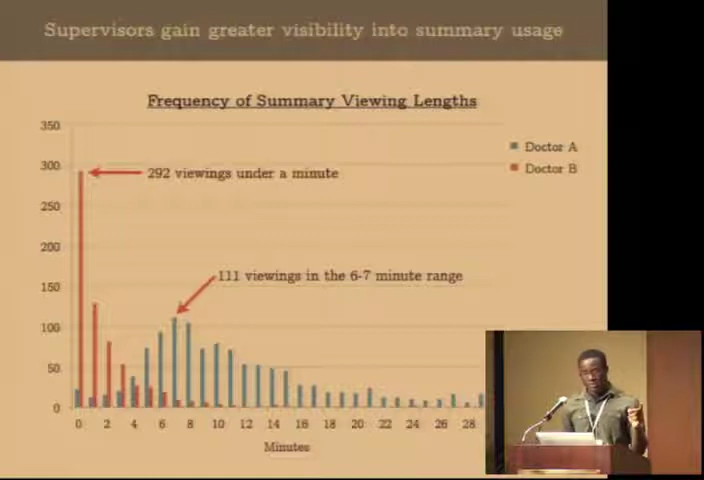 Supervisors gain greater visibility into summary usage
Frequency of Summary Viewing Lengths
350
300
250
200
150
100
50
0
292 viewings under a minute
111 viewings in the 6-7 minute range
Doctor A
Doctor B
0 2 4 6 8 10 12 14 16 18 20 22 24 26 28
Minutes